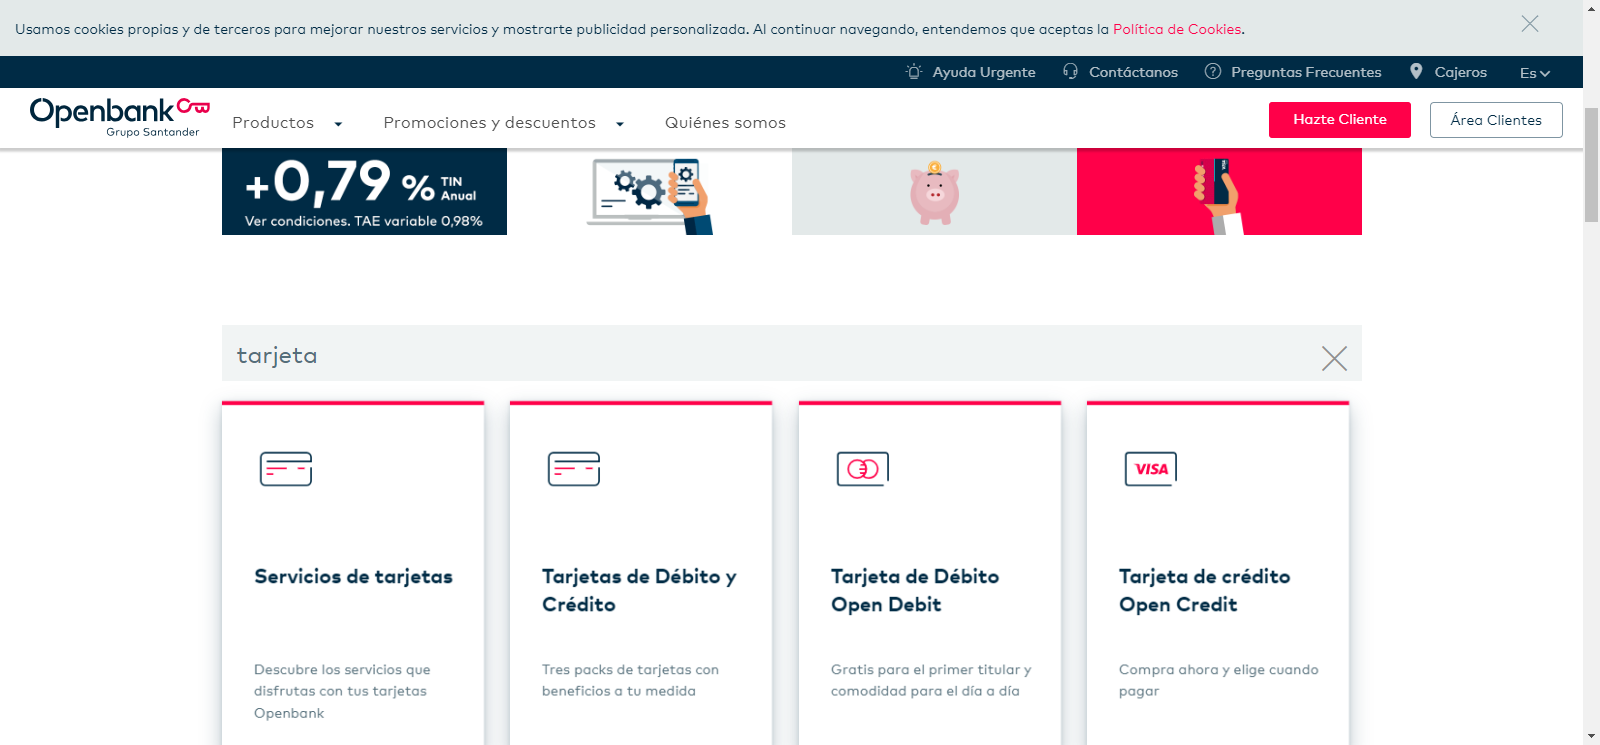 Usamos cookies propias y de terceros para mejorar nuestros servicios y mostrarte publicidad personalizada. Al continuar navegando, entendemos que aceptas la Política de Cookies.
Ayuda Urgente Contáctanos Preguntas Frecuentes Cajeros Es
Openbank
Grupo Santander
Productos Promociones y descuentos Quiénes somos Hazte Cliente Área Clientes
+0,79 % TIN
Anual
Ver condiciones. TAE variable 0,98%
tarjeta
VISA
Servicios de tarjetas
Descubre los servicios que
disfrutas con tus tarjetas
Openbank
Tarjetas de Débito y
Crédito
Tres packs de tarjetas con
beneficios a tu medida
Tarjeta de Débito
Open Debit
Gratis para el primer titular y
comodidad para el día a día
Tarjeta de crédito
Open Credit
Compra ahora y elige cuando
pagar